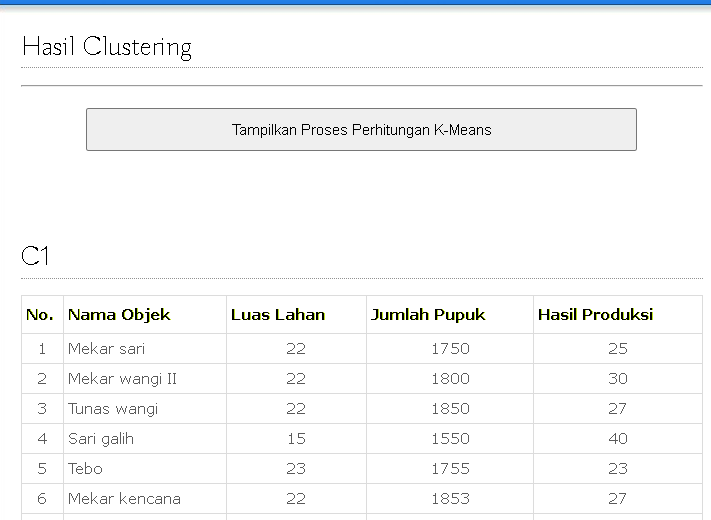 Hasil Clustering
Tampilkan Proses Perhitungan K-Means
C1
No. Nama Objek Luas Lahan Jumlah Pupuk Hasil Produksi
1 Mekar sari 22 1750 25
2 Mekar wangi II 22 1800 30
3 Tunas wangi 22 1850 27
4 Sari galih 15 1550 40
5 Tebo 23 1755 23
6 Mekar kencana 22 1853 27